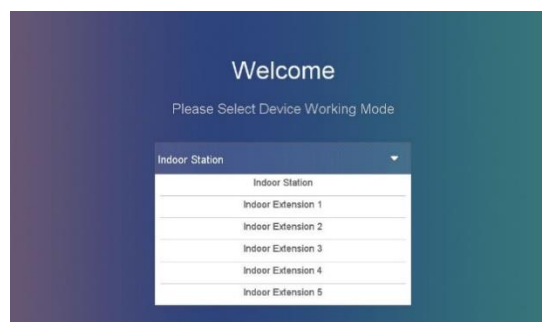 Welcome
Please Select Device Working Mode
Indoor Station
Indoor Station
Indoor Extension 1
Indoor Extension 2
Indoor Extension 3
Indoor Extension 4
Indoor Extension 5